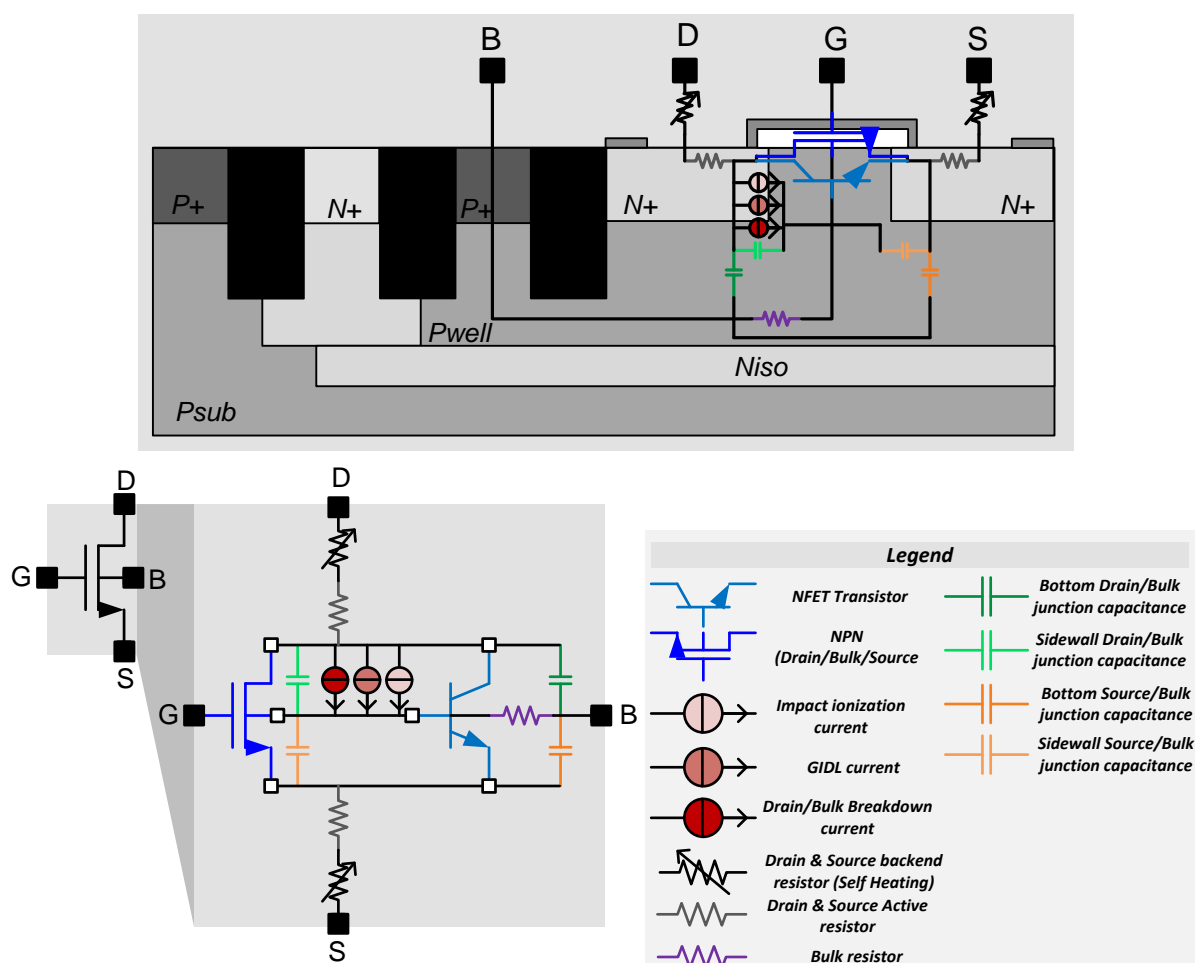 B
D
G
S
P+
N+
P+
N+
N+
Pwell
Niso
Psub
D
G
B
S
D
G
B
S
Legend
NFET Transistor
NPN
(Drain/Bulk/Source
Impact ionization
current
GIDL current
Drain/Bulk Breakdown
current
Drain & Source backend
resistor (Self Heating)
Drain & Source Active
resistor
Bulk resistor
Bottom Drain/Bulk
junction capacitance
Sidewall Drain/Bulk
junction capacitance
Bottom Source/Bulk
junction capacitance
Sidewall Source/Bulk
junction capacitance